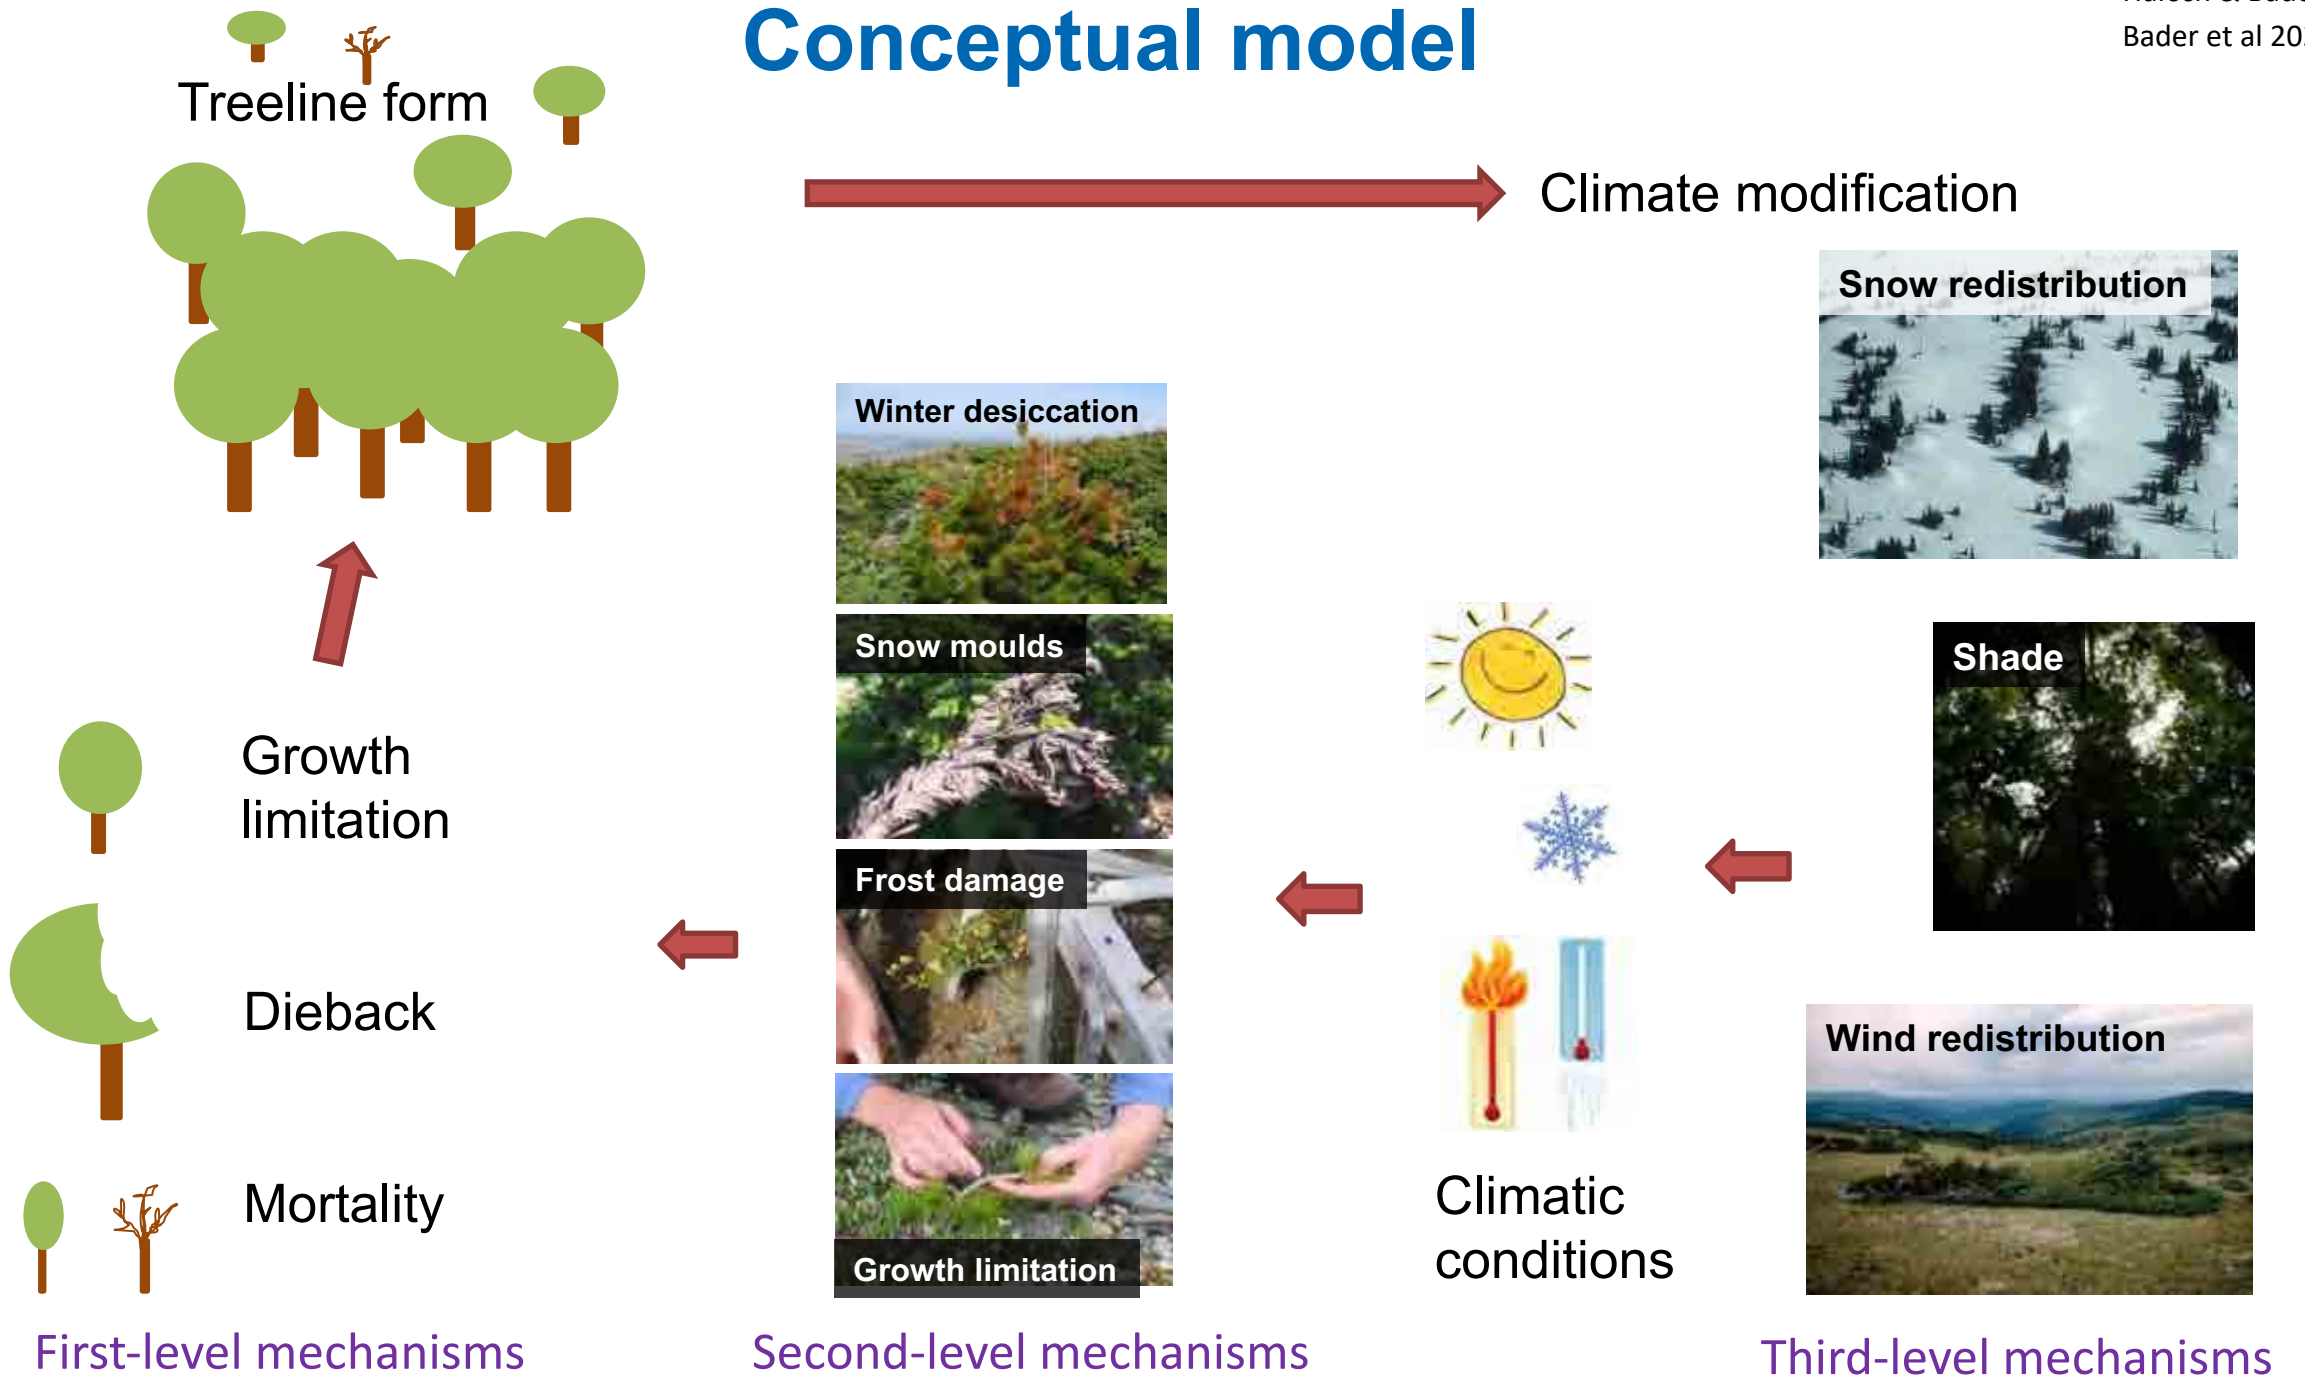 Conceptual model
Bader et al
Treeline form
Climate modification
Snow redistribution
Winter desiccation
Snow moulds
Shade
Growth
limitation
Frost damage
Dieback
Wind redistribution
Mortality
Climatic
conditions
Growth limitation
First-level mechanisms
Second-level mechanisms
Third-level mechanisms